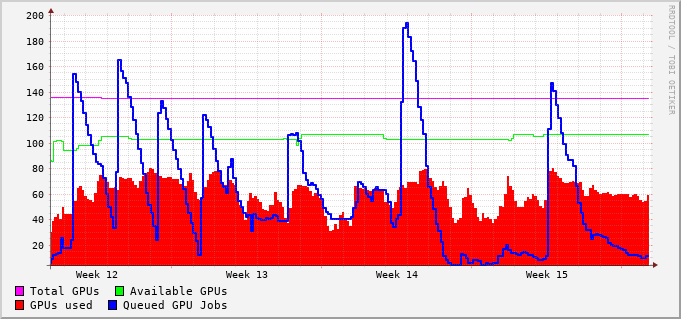 200
180
160
140
120
100
80
60
40
20
Week 12 Week 13 Week 14 Week 15
Total GPUs Available GPUs
GPUs used Queued GPU Jobs
RRDTOOL / TOBI OETIKER